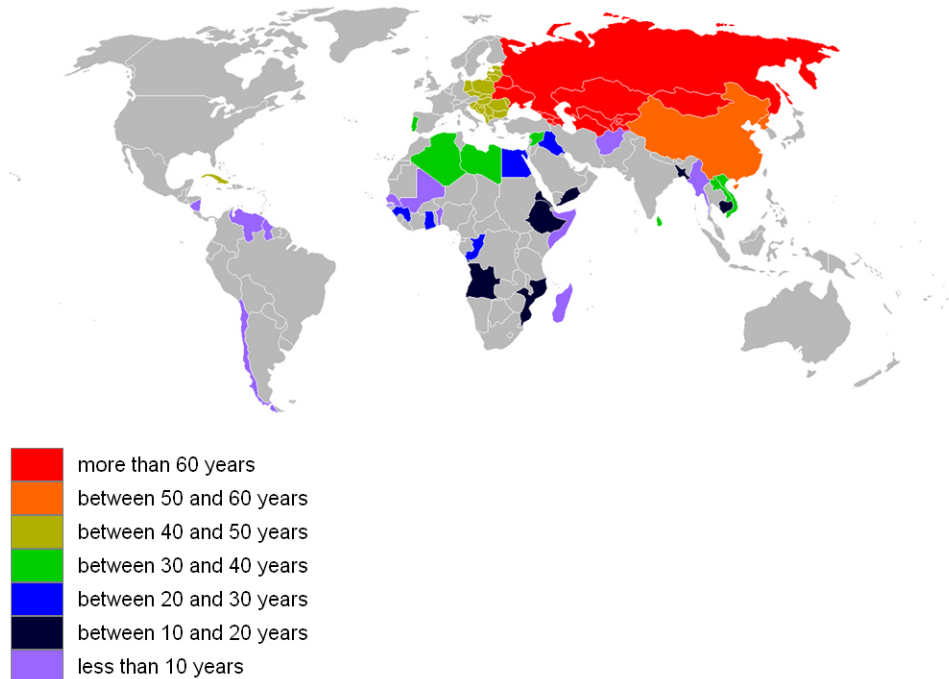 more than 60 years
between 50 and 60 years
between 40 and 50 years
between 30 and 40 years
between 20 and 30 years
between 10 and 20 years
less than 10 years